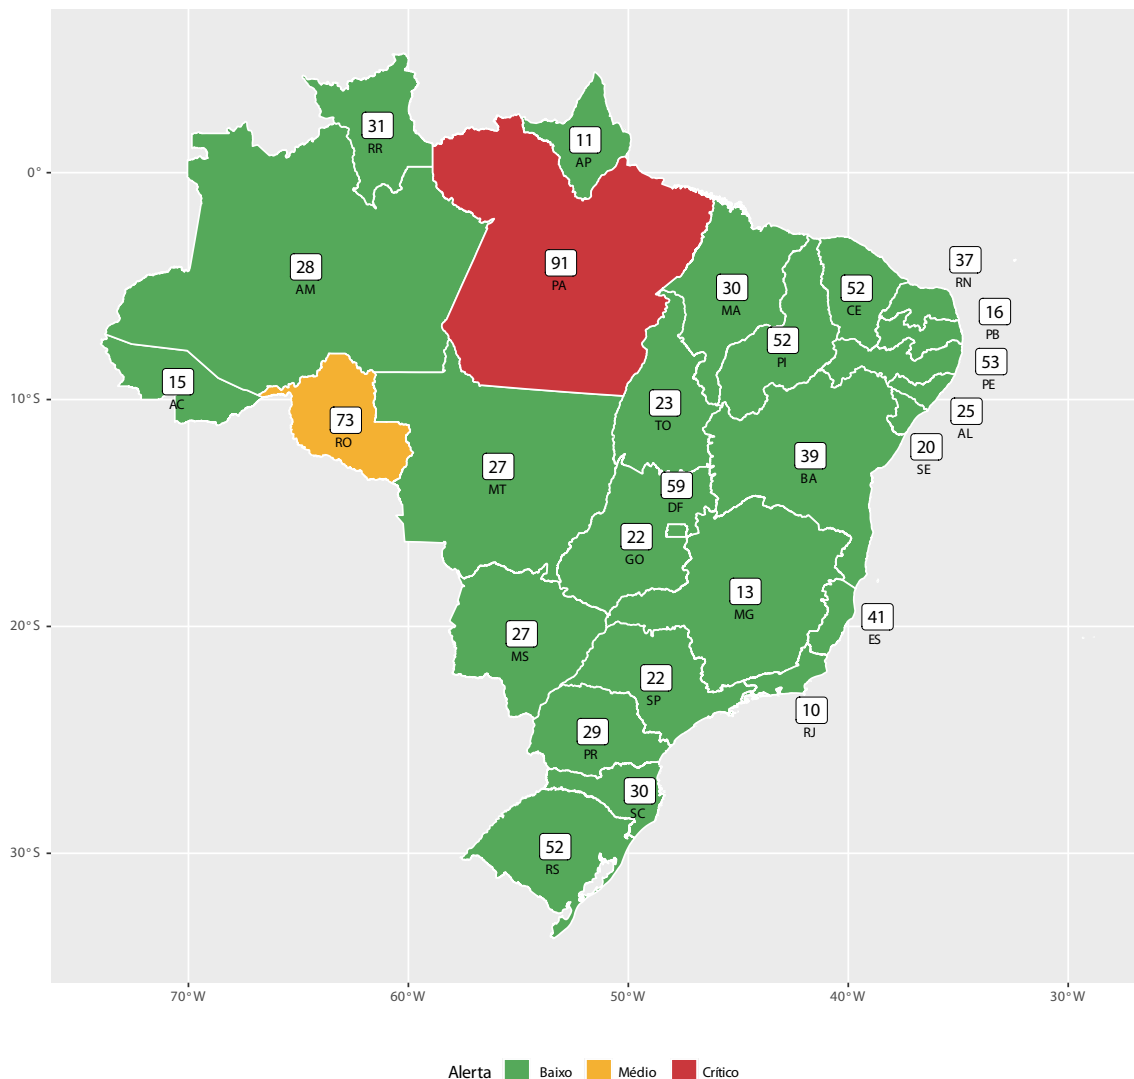 31
RR
11
AP
0°
37
RN
91
PA
28
AM
30
MA
52
CE
16
PB
52
PI
53
PE
15
AC
10°S
23
TO
25
AL
73
RO
20
SE
39
BA
27
MT
59
DF
22
GO
13
MG
41
ES
20°S
27
MS
22
SP
10
RJ
29
PR
30
SC
52
RS
30°S
70°W
60°W
50°W
40°W
30°W
Alerta Baixo Médio Crítico